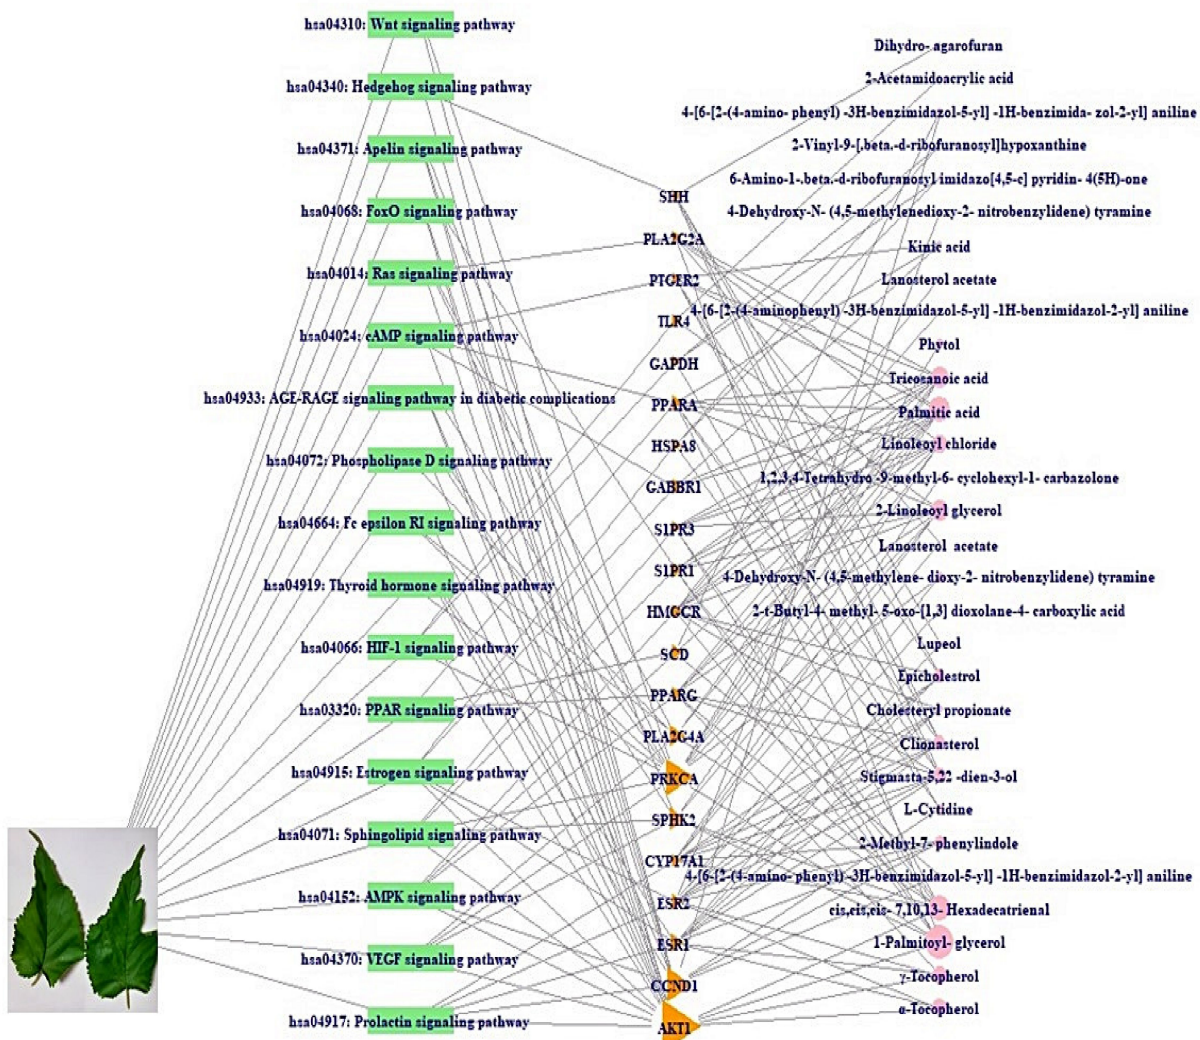 hsa04310: Wnt signaling pathway
hsa04340: Hedgehog signaling pathway
hsa04371: Apelin signaling pathway
hsa04068: FoxO signaling pathway
hsa04014: Ras signaling pathway
hsa04024: cAMP signaling pathway
hsa04933: AGE-RAGE signaling pathway in diabetic complications
hsa04072: Phospholipase D signaling pathway
hsa04664: Fc epsilon RI signaling pathway
hsa04919: Thyroid hormone signaling pathway
hsa04066: HIF-1 signaling pathway
hsa03320: PPAR signaling pathway
hsa04915: Estrogen signaling pathway
hsa04071: Sphingolipid signaling pathway
hsa04152: AMPK signaling pathway
hsa04370: VEGF signaling pathway
hsa04917: Prolactin signaling pathway
SHH
PLA2G2A
PTGER2
TLR4
GAPDH
PPARA
HSPA8
GABBR1
S1PR3
S1PR1
HMGCR
SCD
PPARG
PLA2G4A
PRKCA
SPHK2
CYP17A1
ESR2
ESR1
CCND1
AKT1
Dihydro- agarofuran
2-Acetamidoacrylic acid
4-[6-[2-(4-amino- phenyl) -3H-benzimidazol-5-yl] -1H-benzimida- zol-2-yl] aniline
2-Vinyl-9-[.beta.-d-ribofuranosyl]hypoxanthine
6-Amino-1-.beta.-d-ribofuranosyl imidazo[4,5-c] pyridin- 4(5H)-one
4-Dehydroxy-N- (4,5-methylenedioxy-2- nitrobenzylidene) tyramine
Kinic acid
Lanosterol acetate
4-[6-[2-(4-aminophenyl) -3H-benzimidazol-5-yl] -1H-benzimidazol-2-yl] aniline
Phytol
Tricosanoic acid
Palmitic acid
Linoleoyl chloride
1,2,3,4-Tetrahydro -9-methyl-6- cyclohexyl-1- carbazolone
2-Linoleoyl glycerol
Lanosterol acetate
4-Dehydroxy-N- (4,5-methylene- dioxy-2- nitrobenzylidene) tyramine
2-t-Butyl-4- methyl- 5-oxo-[1,3] dioxolane-4- carboxylic acid
Lupeol
Epicholestrol
Cholesteryl propionate
Clionasterol
Stigmasta-5,22 -dien-3-ol
L-Cytidine
2-Methyl-7- phenylindole
4-[6-[2-(4-amino- phenyl) -3H-benzimidazol-5-yl] -1H-benzimidazol-2-yl] aniline
cis,cis,cis- 7,10,13- Hexadecatrienal
1-Palmitoyl- glycerol
γ-Tocopherol
α-Tocopherol